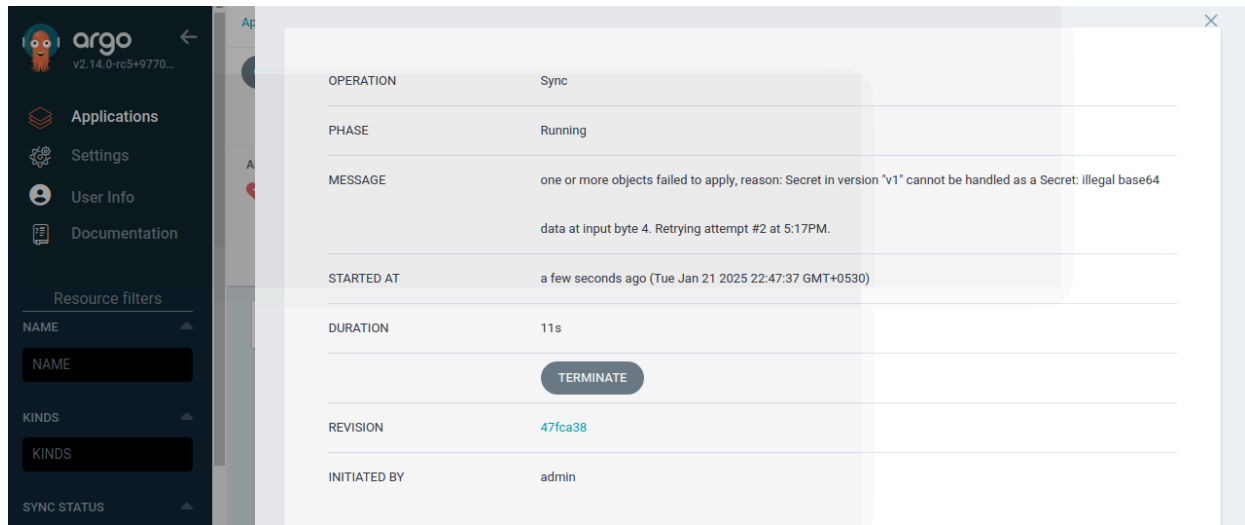 argo
v2.14.0-rc5+9770...
Applications
Settings
User Info
Documentation
Resource filters
NAME
NAME
KINDS
KINDS
SYNC STATUS
Ap
A
OPERATION Sync
PHASE Running
MESSAGE one or more objects failed to apply, reason: Secret in version "v1" cannot be handled as a Secret: illegal base64
data at input byte 4. Retrying attempt #2 at 5:17PM.
STARTED AT a few seconds ago (Tue Jan 21 2025 22:47:37 GMT+0530)
DURATION 11s
TERMINATE
REVISION 47fca38
INITIATED BY admin